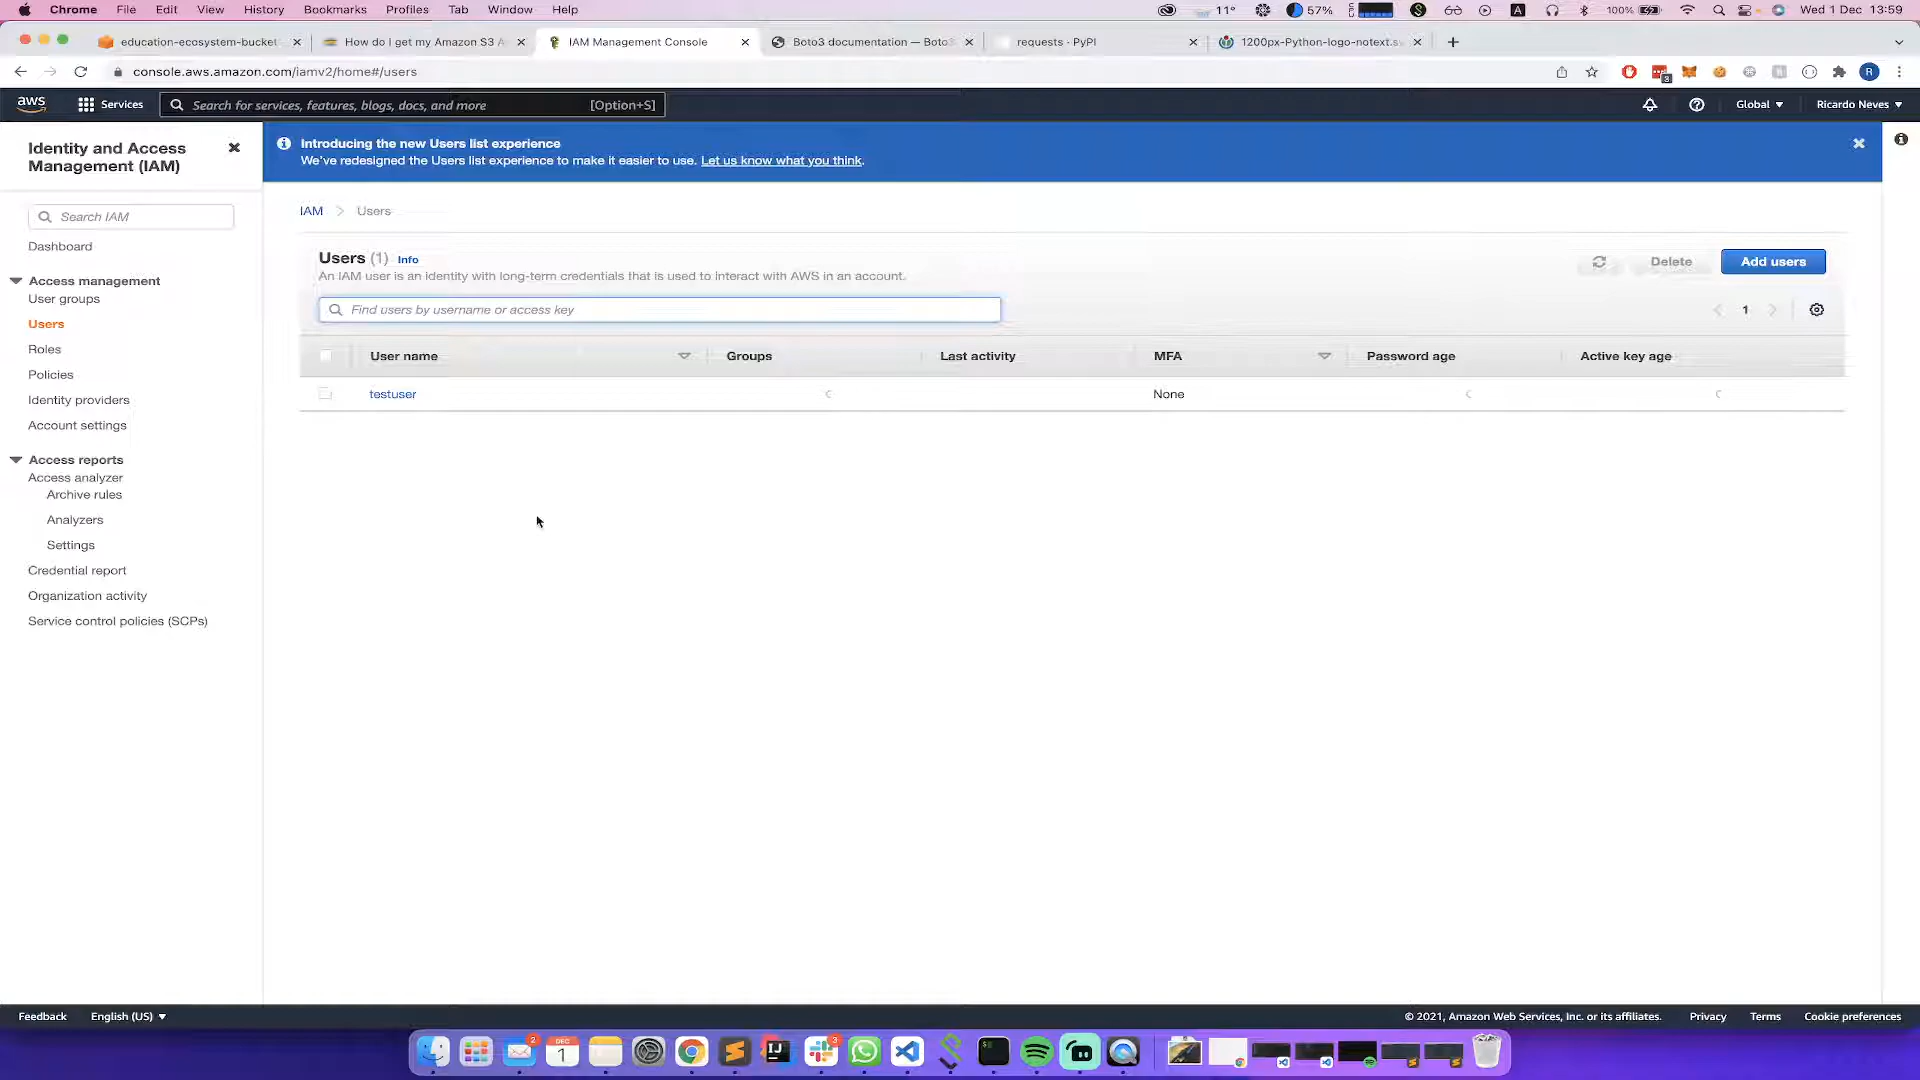 Chrome File Edit View History Bookmarks Profiles Tab Window Help 11° 57% 100% Wed 1 Dec 13:59
education-ecosystem-bucket How do I get my Amazon S3 A IAM Management Console Boto3 documentation — Boto3 requests · PyPI 1200px-Python-logo-notext.sv
console.aws.amazon.com/iamv2/home#/users
aws Services Search for services, features, blogs, docs, and more [Option+S] Global Ricardo Neves
Identity and Access
Management (IAM)
Introducing the new Users list experience
We've redesigned the Users list experience to make it easier to use. Let us know what you think.
Search IAM
Dashboard
Access management
User groups
Users
Roles
Policies
Identity providers
Account settings
Access reports
Access analyzer
Archive rules
Analyzers
Settings
Credential report
Organization activity
Service control policies (SCPs)
IAM > Users
Users (1) Info
An IAM user is an identity with long-term credentials that is used to interact with AWS in an account.
Delete Add users
Find users by username or access key
1
User name Groups Last activity MFA Password age Active key age
testuser None
Feedback English (US) © 2021, Amazon Web Services, Inc. or its affiliates. Privacy Terms Cookie preferences